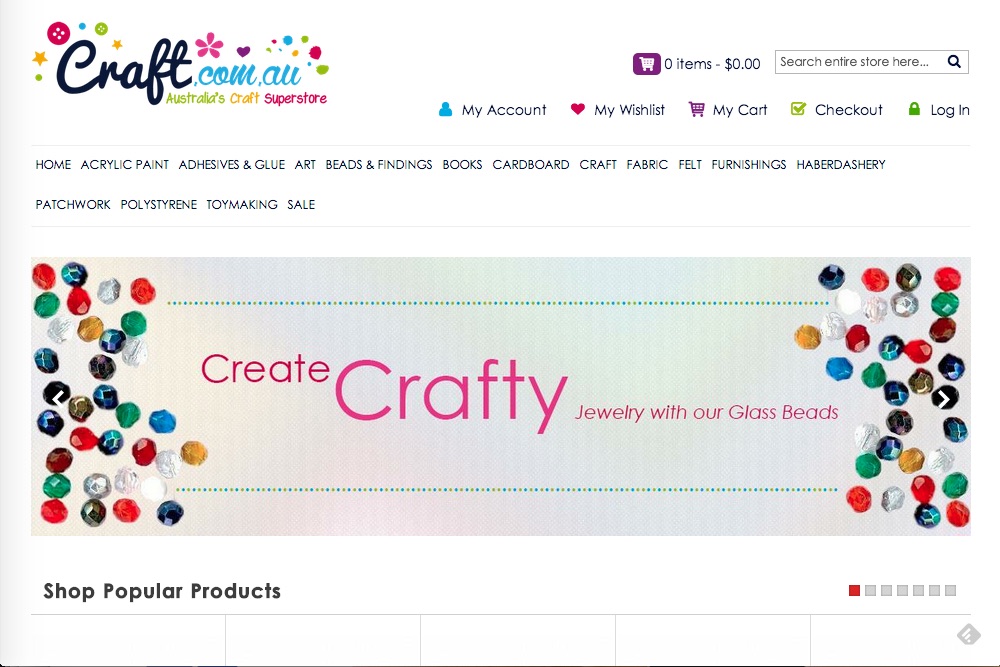 Craft.com.au
Australia's Craft Superstore
0 items - $0.00
Search entire store here...
My Account
My Wishlist
My Cart
Checkout
Log In
HOME ACRYLIC PAINT ADHESIVES & GLUE ART BEADS & FINDINGS BOOKS CARDBOARD CRAFT FABRIC FELT FURNISHINGS HABERDASHERY
PATCHWORK POLYSTYRENE TOYMAKING SALE
Create Crafty Jewelry with our Glass Beads
Shop Popular Products